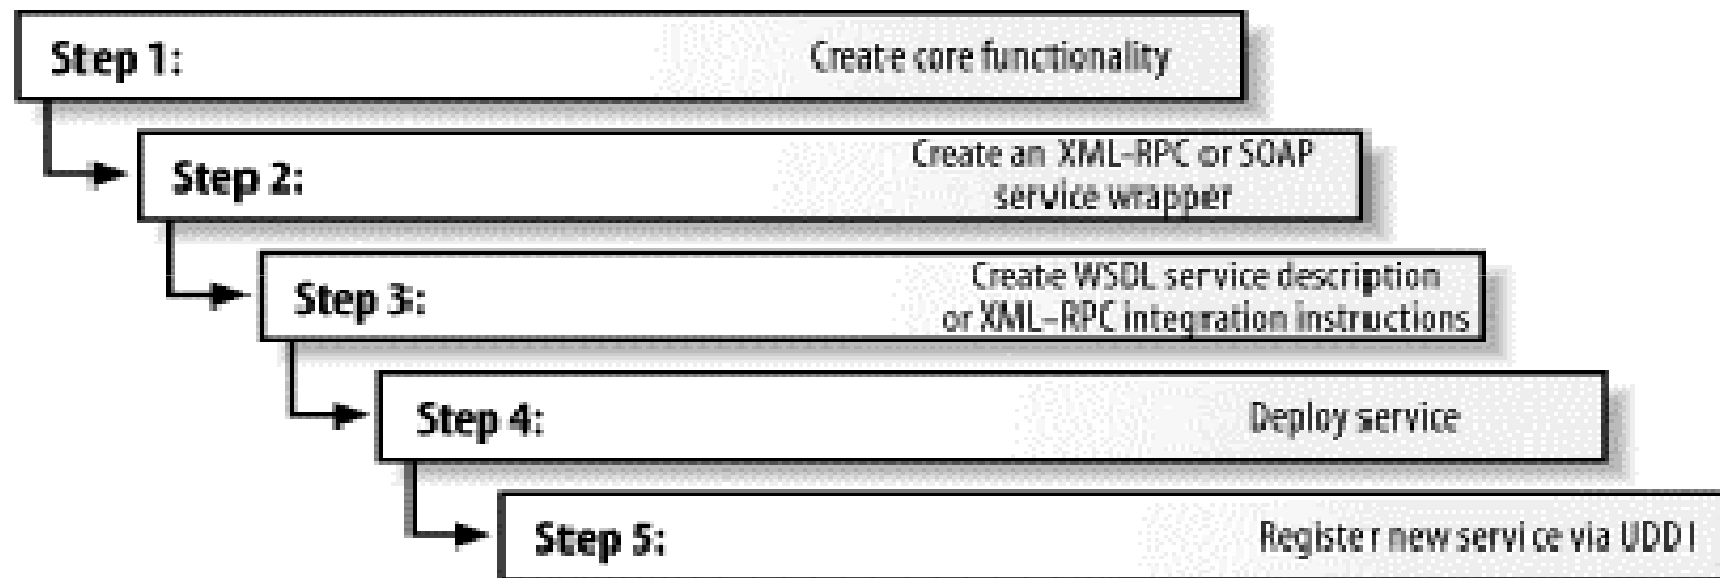 Step 1:
Create core functionality
Step 2:
Create an XML-RPC or SOAP
service wrapper
Step 3:
Create WSDL service description
or XML-RPC integration instructions
Step 4:
Deploy service
Step 5:
Register new service via UDDI